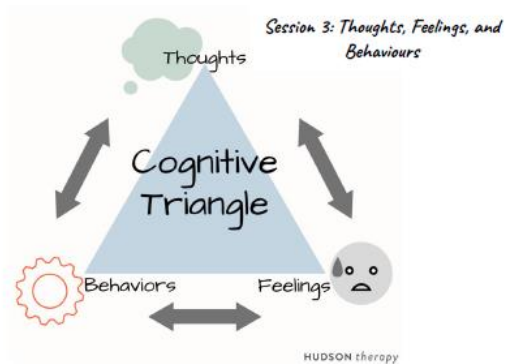 Session 3: Thoughts, Feelings, and
Behaviours
Thoughts
Cognitive
Triangle
Behaviors
Feelings
HUDSON therapy